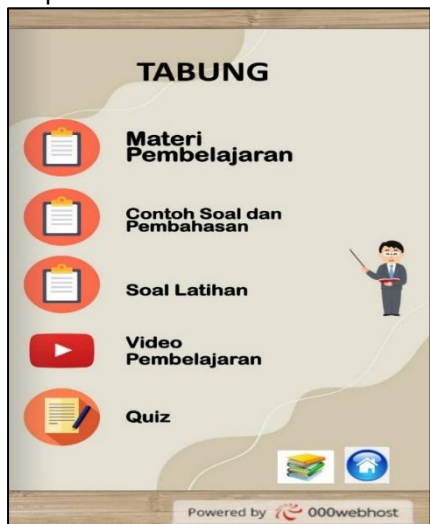 TABUNG
Materi
Pembelajaran
Contoh Soal dan
Pembahasan
Soal Latihan
Video
Pembelajaran
Quiz
Powered by 000webhost